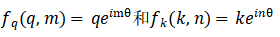 f_q(q, m) = qe^{imθ}和f_k(k, n) = ke^{inθ}